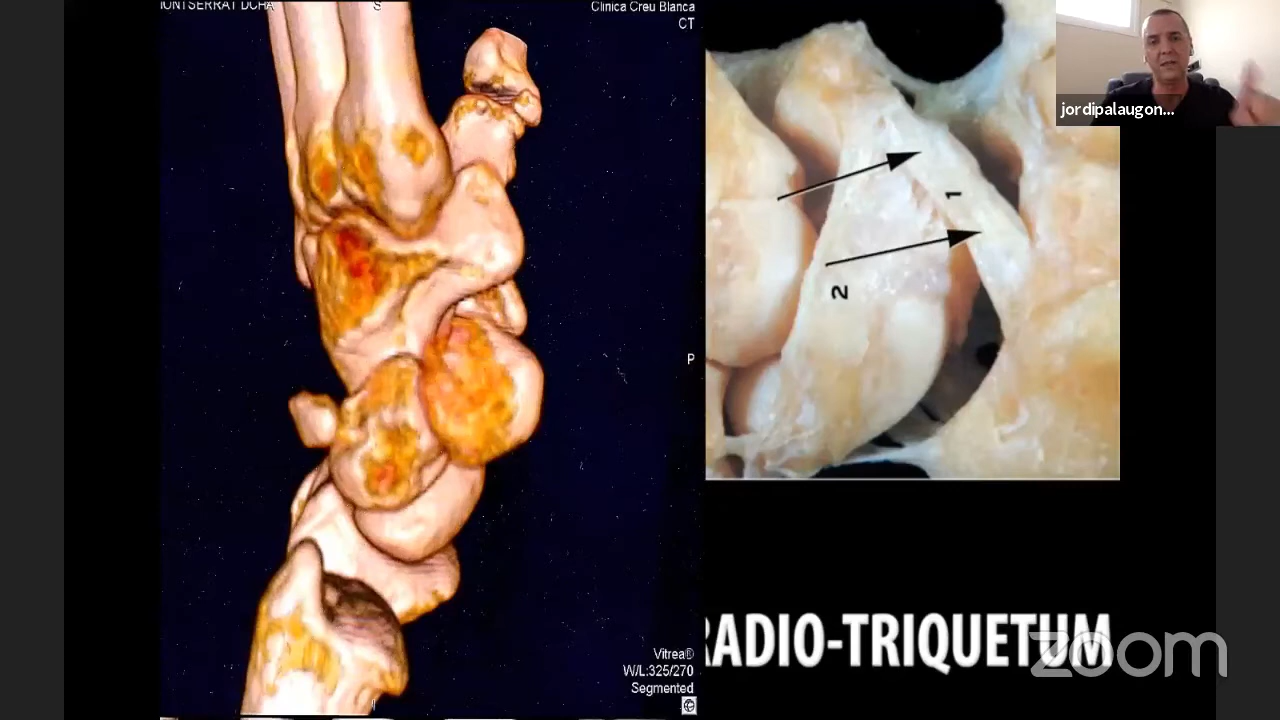 S
Clinica Creu Blanca
CT
P
Vitrea®
W/L:325/270
Segmented
1
2
RADIO-TRIQUETUM
jordipalaugon...
zoom